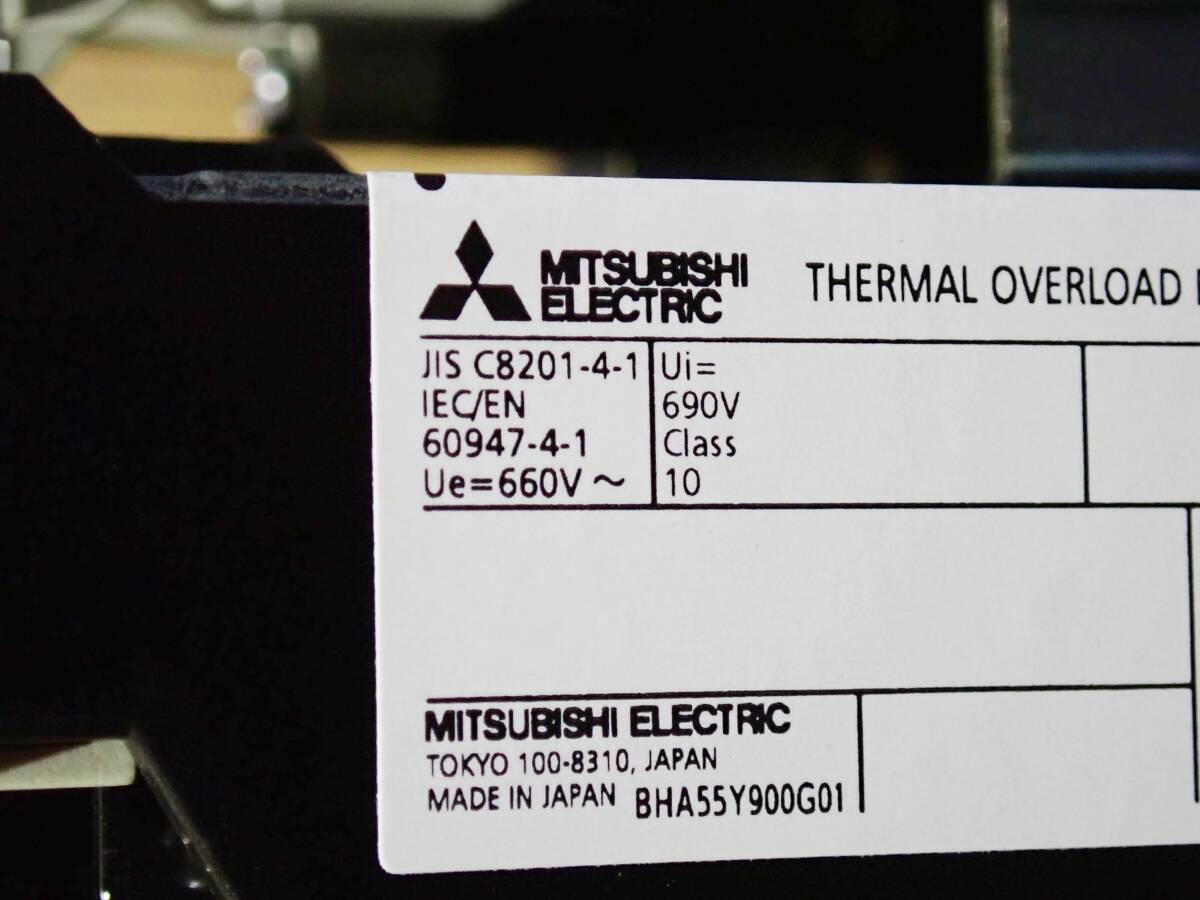 MITSUBISHI
ELECTRIC
THERMAL OVERLOAD
JIS C8201-4-1
IEC/EN
60947-4-1
Ue=660V ~
Ui=
690V
Class
10
MITSUBISHI ELECTRIC
TOKYO 100-8310, JAPAN
MADE IN JAPAN BHA55Y900G01